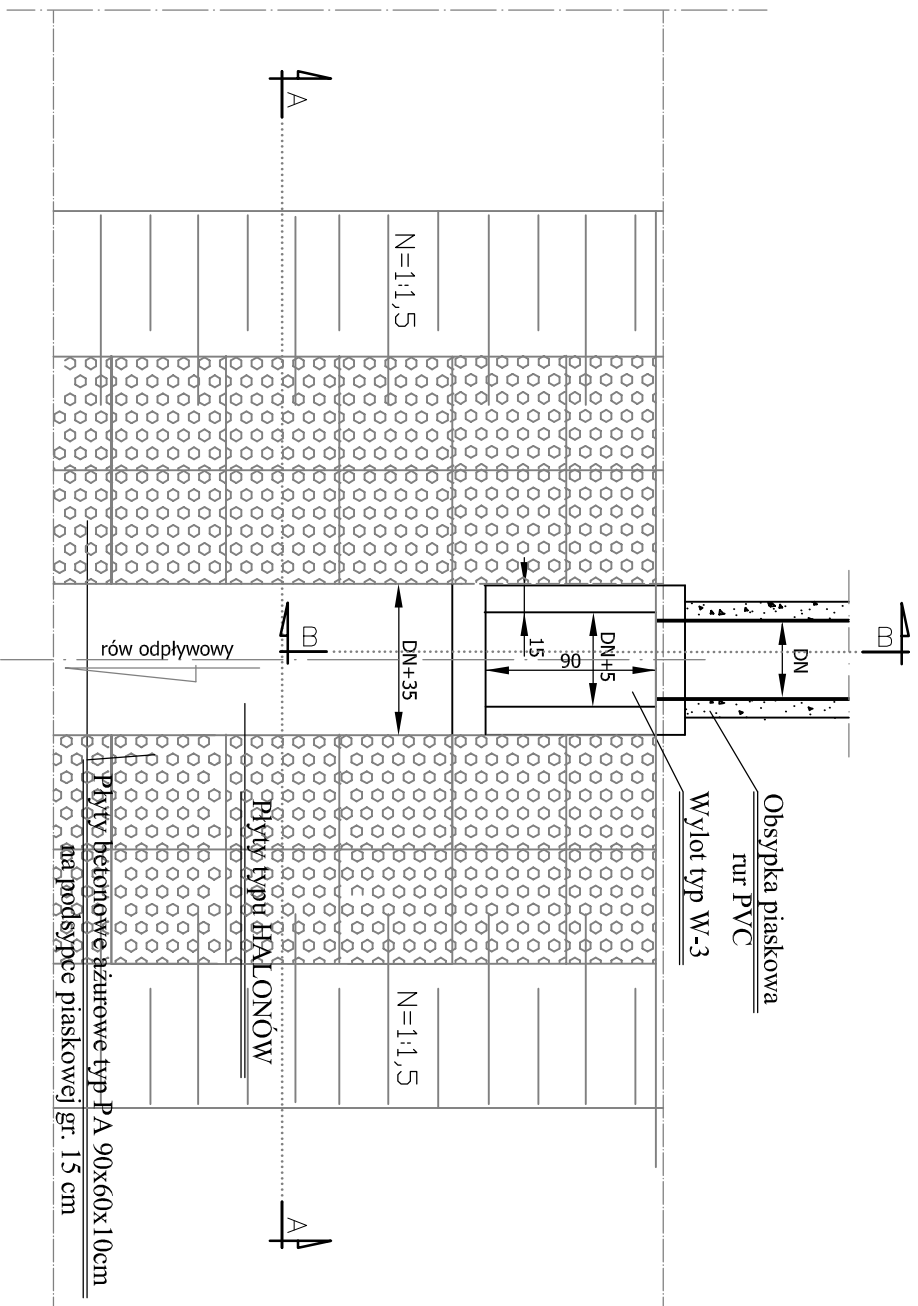 A
N=1:1,5
B
B
rów odpływowy
DN+35
15
90
DN+5
DN
Obsypka piaskowa
rur PVC
Wylot typ W-3
Płyty typu HALONÓW
Płyty betonowe ażurowe typ PA 90x60x10cm
na podsypce piaskowej gr. 15 cm
N=1:1,5
A